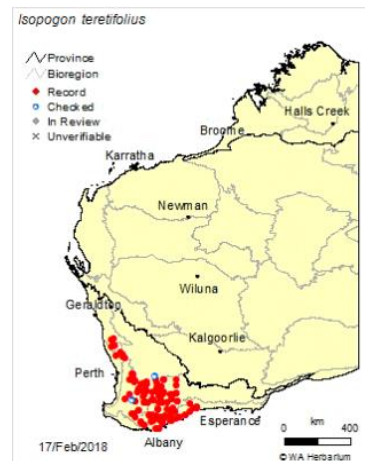 Isopogon teretifolius
Province
Bioregion
Record
Checked
In Review
Unverifiable
Halls Creek
Broome
Karratha
Newman
Wiluna
Geraldton
Kalgoorlie
Perth
Esperance
km
0 400
Albany
17/Feb/2018
© WA Herbarium